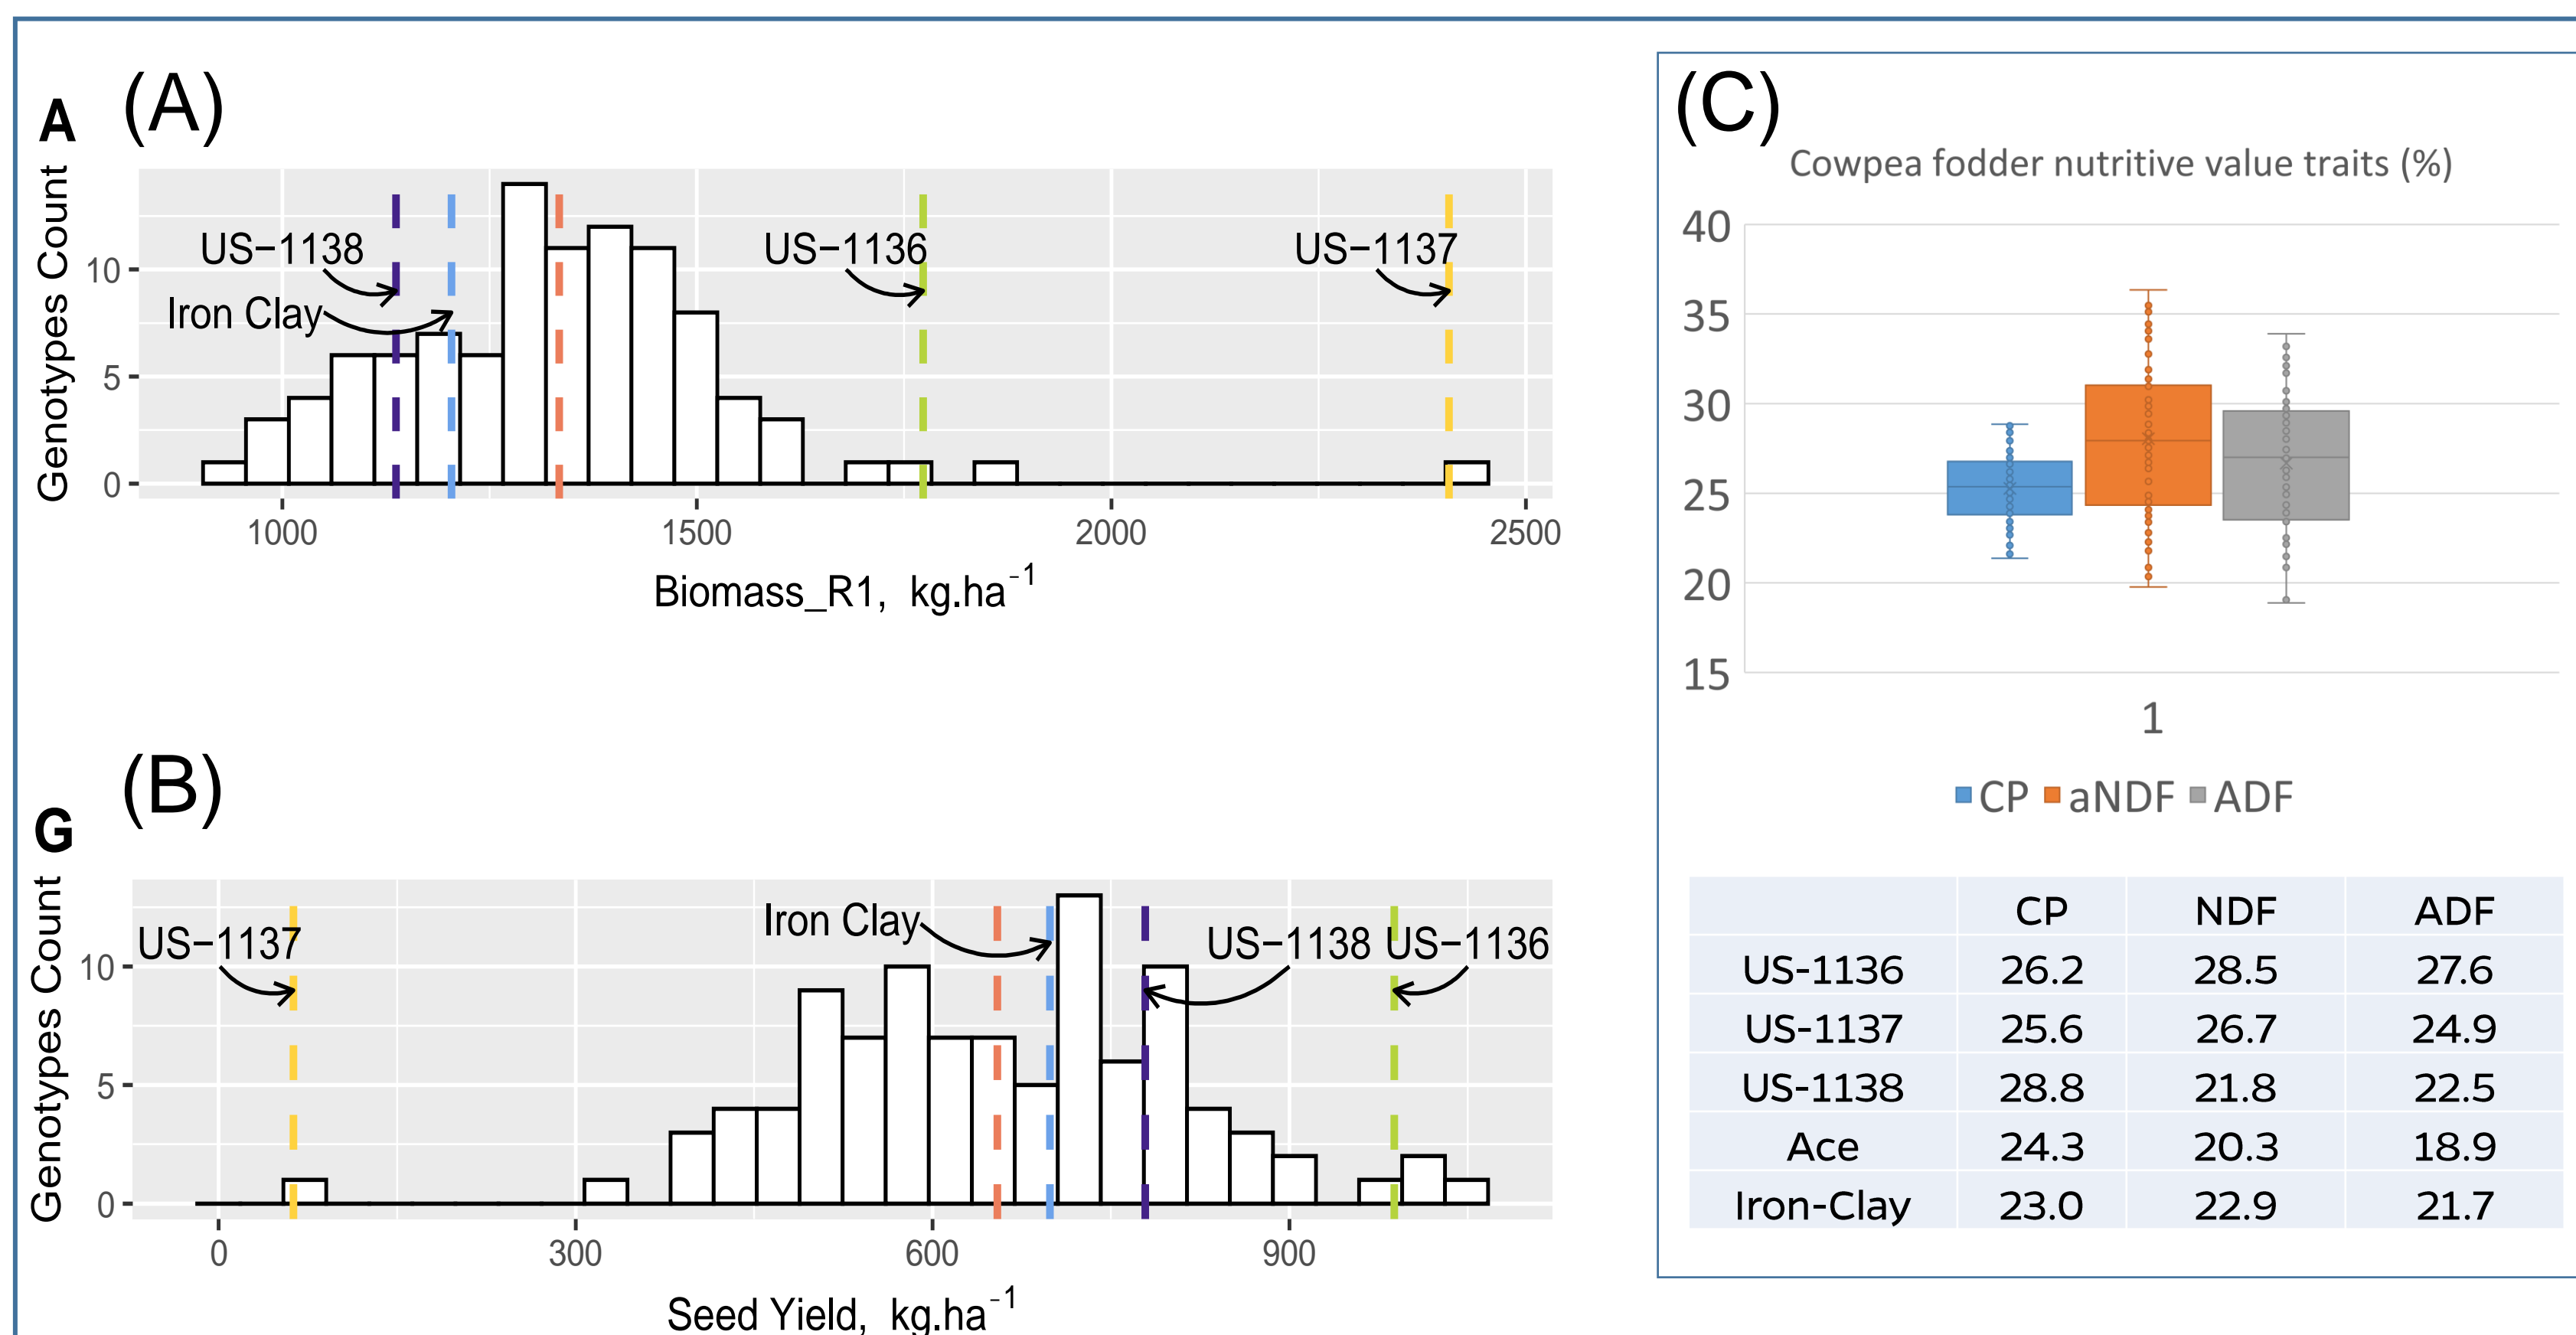 A (A)
Genotypes Count
10
5
0
US−1138
Iron Clay
US−1136
US−1137
1000 1500 2000 2500
Biomass_R1, kg.ha⁻¹
G (B)
Genotypes Count
10
5
0
US−1137
Iron Clay
US−1138 US−1136
0 300 600 900
Seed Yield, kg.ha⁻¹
(C)
Cowpea fodder nutritive value traits (%)
40
35
30
25
20
15
1
CP aNDF ADF
CP NDF ADF
US-1136 26.2 28.5 27.6
US-1137 25.6 26.7 24.9
US-1138 28.8 21.8 22.5
Ace 24.3 20.3 18.9
Iron-Clay 23.0 22.9 21.7